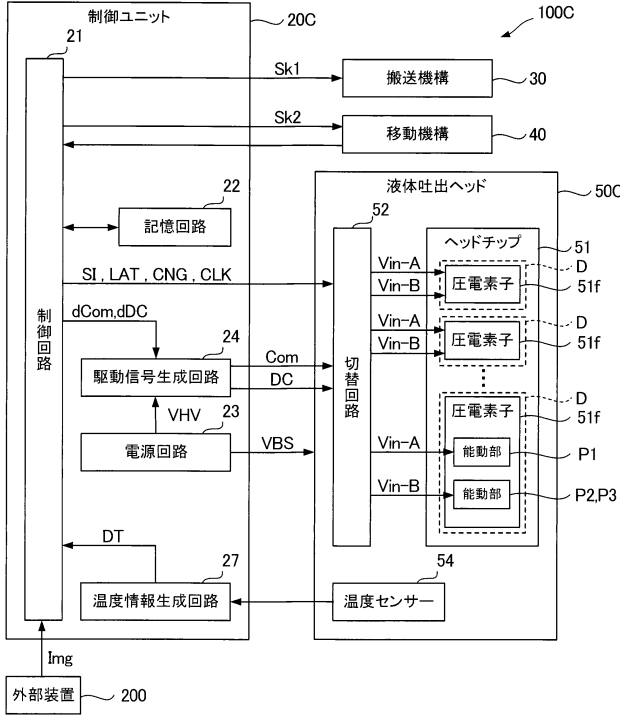 100C
制御ユニット
20C
21
Sk1
搬送機構
30
Sk2
移動機構
40
22
記憶回路
液体吐出ヘッド
50C
52
ヘッドチップ
51
SI , LAT , CNG , CLK
Vin-A
Vin-B
圧電素子
D
51f
制御回路
dCom,dDC
24
駆動信号生成回路
Com
DC
切替回路
Vin-A
Vin-B
圧電素子
D
51f
VHV
23
電源回路
VBS
圧電素子
D
51f
Vin-A
能動部
P1
Vin-B
能動部
P2,P3
DT
27
温度情報生成回路
54
温度センサー
Img
外部装置
200